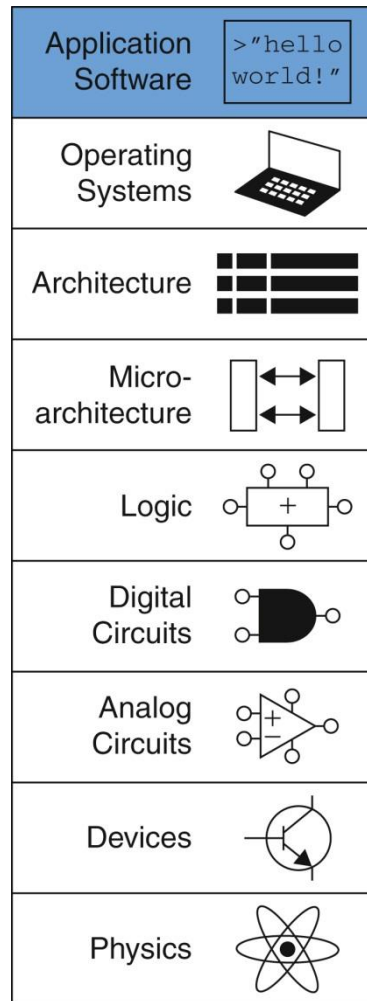 Application
Software
>"hello
world!"
Operating
Systems
Architecture
Micro-
architecture
Logic
+
Digital
Circuits
Analog
Circuits
+
−
Devices
Physics